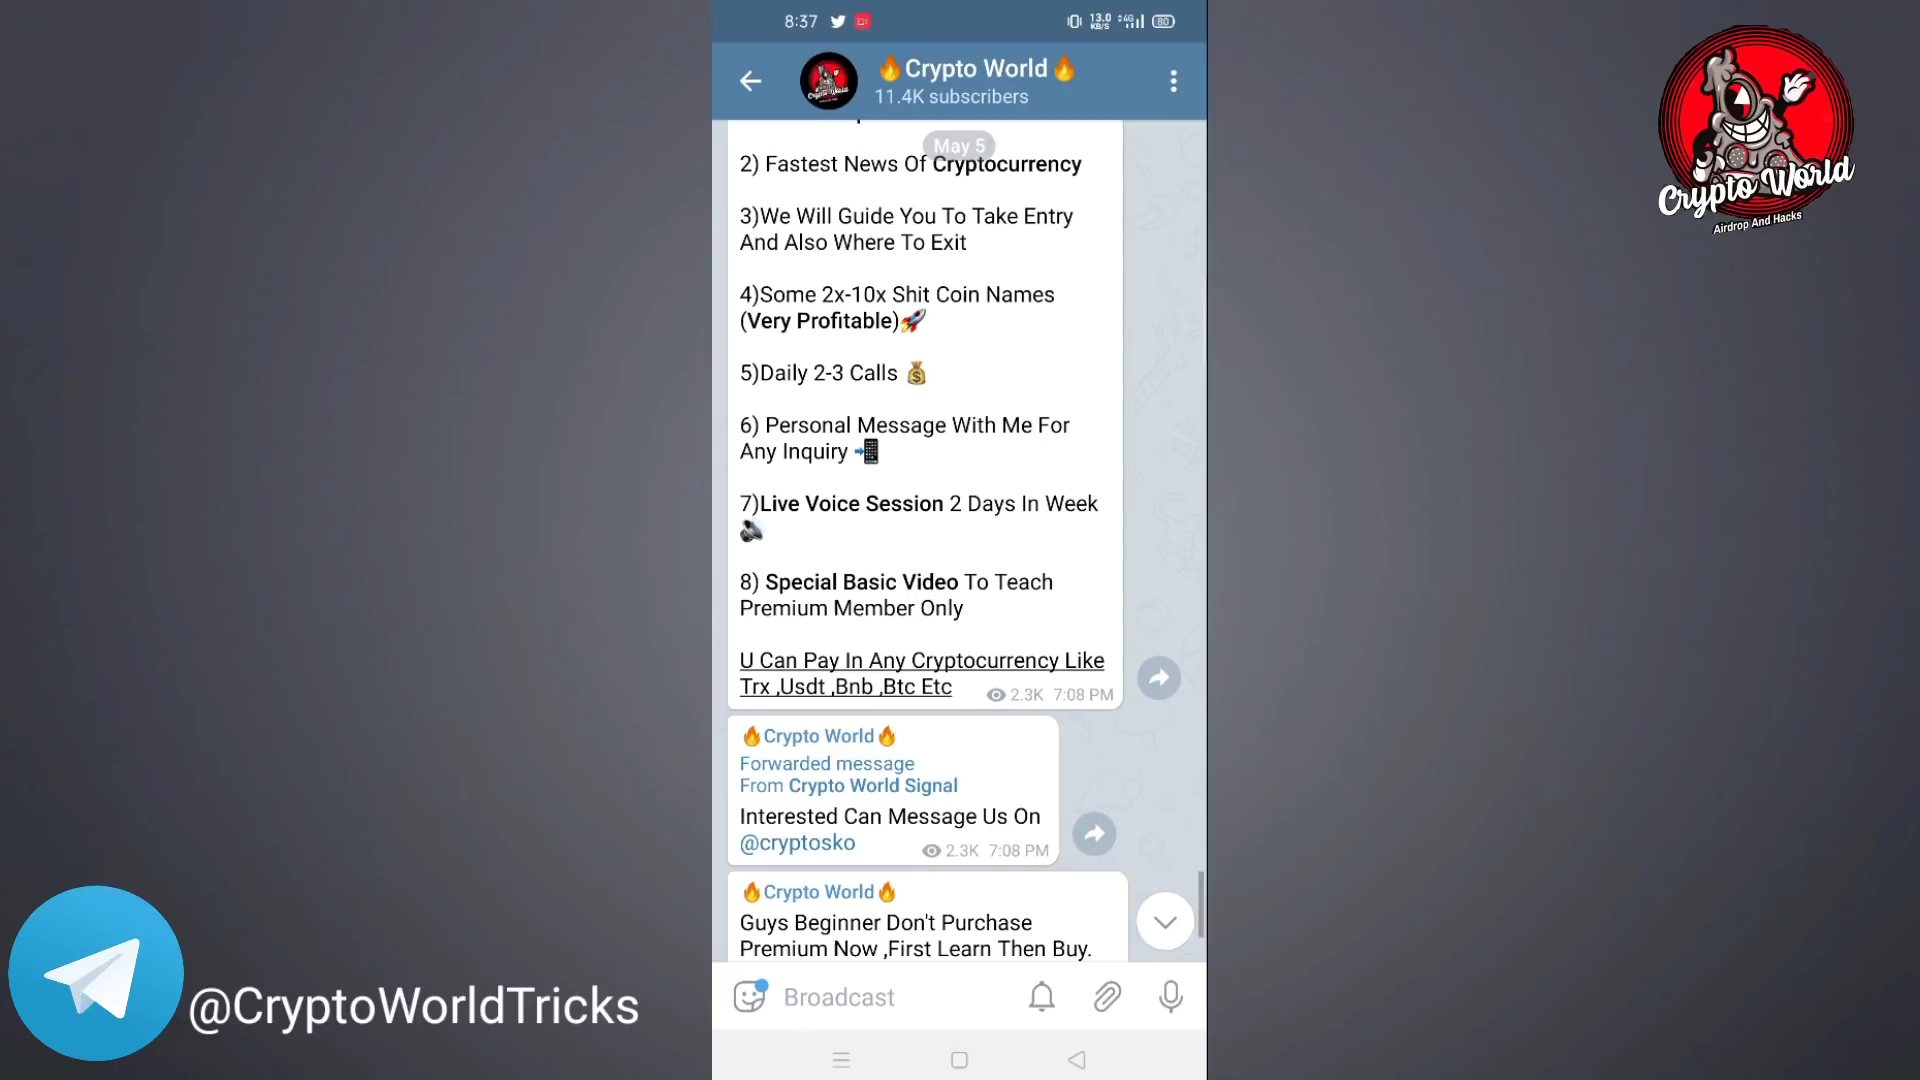 8:37
13.0
KB/S
4G
80
🔥Crypto World🔥
11.4K subscribers
May 5
2) Fastest News Of Cryptocurrency
3)We Will Guide You To Take Entry
And Also Where To Exit
4)Some 2x-10x Shit Coin Names
(Very Profitable)🚀
5)Daily 2-3 Calls 💰
6) Personal Message With Me For
Any Inquiry 📲
7)Live Voice Session 2 Days In Week
🔊
8) Special Basic Video To Teach
Premium Member Only
U Can Pay In Any Cryptocurrency Like
Trx ,Usdt ,Bnb ,Btc Etc
2.3K 7:08 PM
🔥Crypto World🔥
Forwarded message
From Crypto World Signal
Interested Can Message Us On
@cryptosko
2.3K 7:08 PM
🔥Crypto World🔥
Guys Beginner Don't Purchase
Premium Now ,First Learn Then Buy.
Broadcast
@CryptoWorldTricks
Crypto World
Airdrop And Hacks